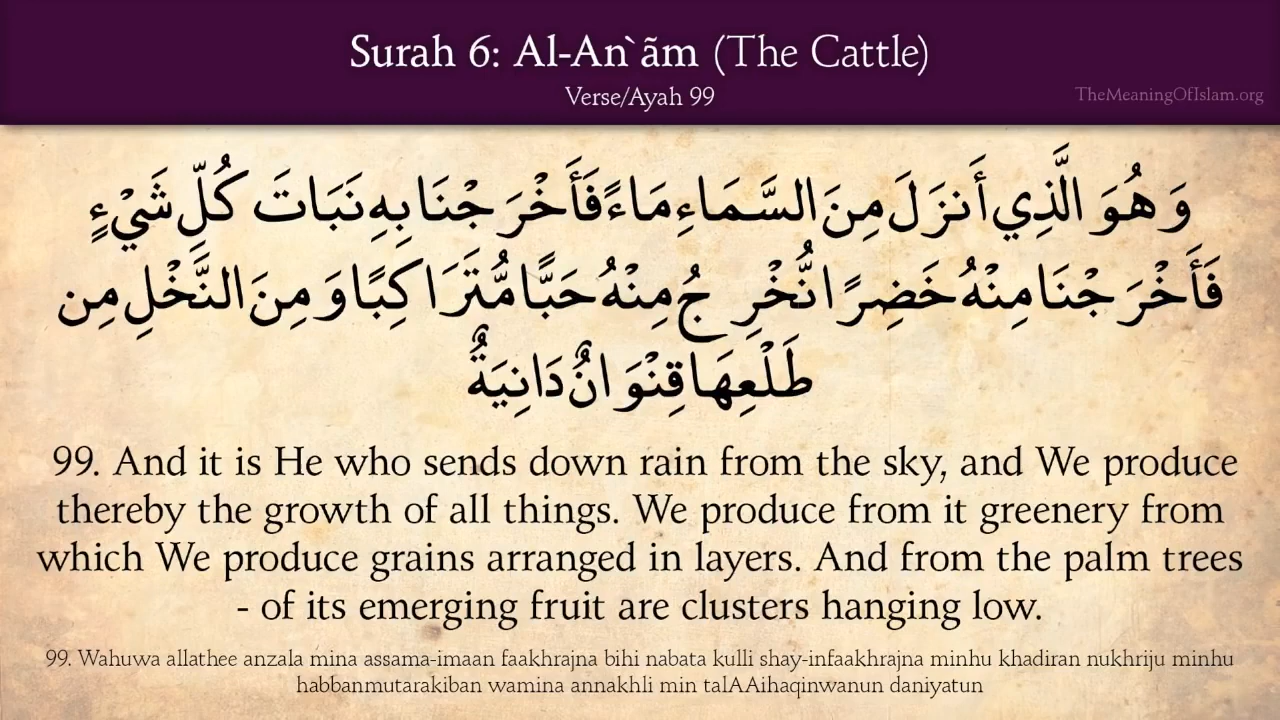 Surah 6: Al-An`ãm (The Cattle)
Verse/Ayah 99
TheMeaningOfIslam.org
وَهُوَ الَّذِي أَنزَلَ مِنَ السَّمَاءِ مَاءً فَأَخْرَجْنَا بِهِ نَبَاتَ كُلِّ شَيْءٍ
فَأَخْرَجْنَا مِنْهُ خَضِرًا نُّخْرِجُ مِنْهُ حَبًّا مُّتَرَاكِبًا وَمِنَ النَّخْلِ مِن
طَلْعِهَا قِنْوَانٌ دَانِيَةٌ
99. And it is He who sends down rain from the sky, and We produce
thereby the growth of all things. We produce from it greenery from
which We produce grains arranged in layers. And from the palm trees
- of its emerging fruit are clusters hanging low.
99. Wahuwa allathee anzala mina assama-imaan faakhrajna bihi nabata kulli shay-infaakhrajna minhu khadiran nukhriju minhu
habbanmutarakiban wamina annakhli min talAAihaqinwanun daniyatun